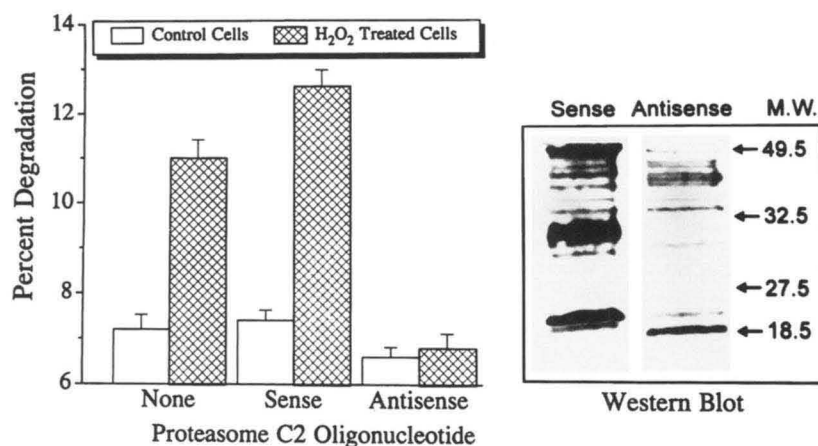 14
12
10
8
6
Percent Degradation
Control Cells
H₂O₂ Treated Cells
None
Sense
Antisense
Proteasome C2 Oligonucleotide
Sense Antisense M.W.
49.5
32.5
27.5
18.5
Western Blot